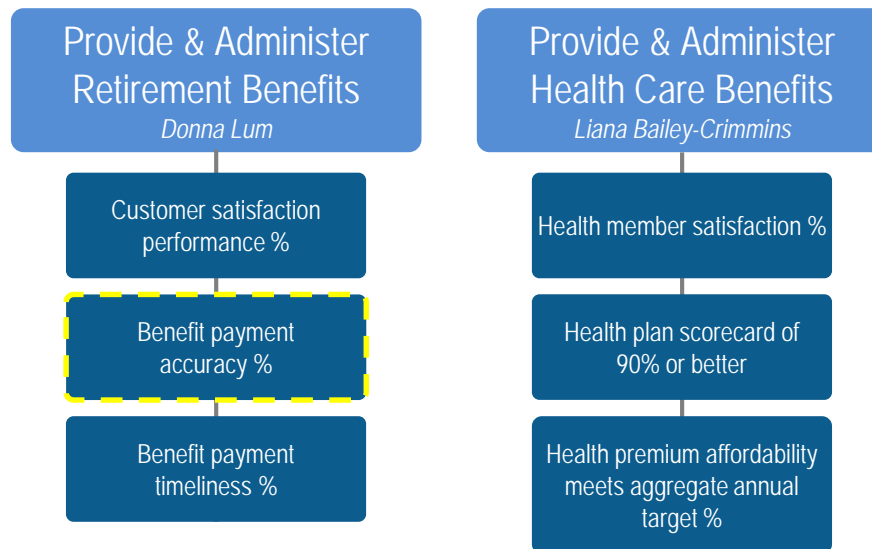 Provide & Administer
Retirement Benefits
Donna Lum
Customer satisfaction
performance %
Benefit payment
accuracy %
Benefit payment
timeliness %
Provide & Administer
Health Care Benefits
Liana Bailey-Crimmins
Health member satisfaction %
Health plan scorecard of
90% or better
Health premium affordability
meets aggregate annual
target %